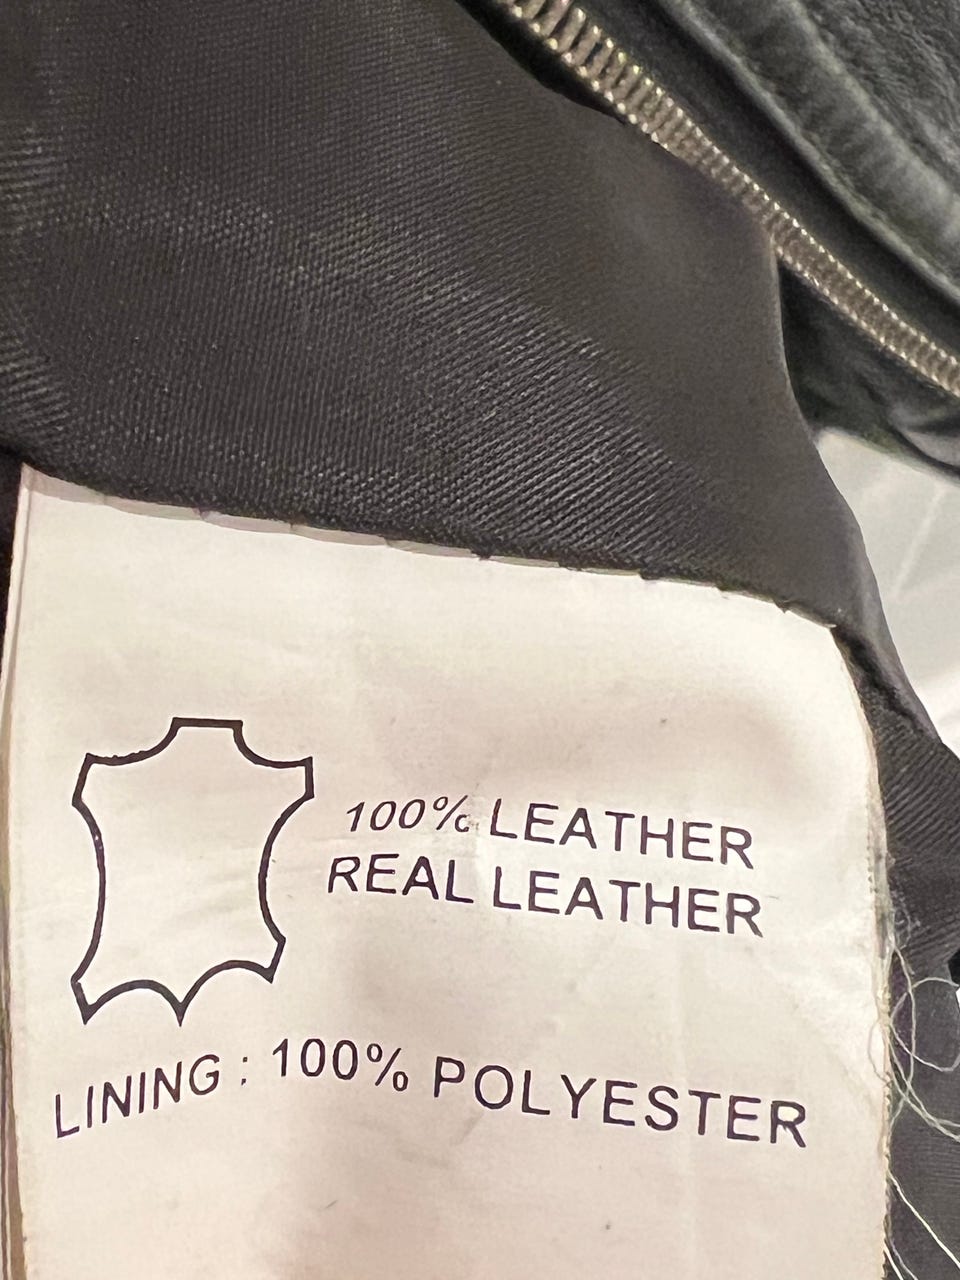 100% LEATHER
REAL LEATHER
LINING : 100% POLYESTER